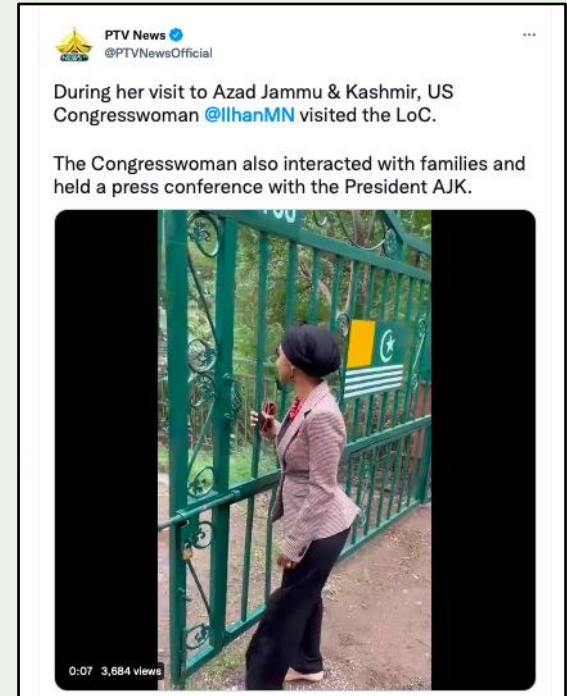 PTV News
@PTVNewsOfficial
During her visit to Azad Jammu & Kashmir, US
Congresswoman @IlhanMN visited the LoC.
The Congresswoman also interacted with families and
held a press conference with the President AJK.
0:07 3,684 views